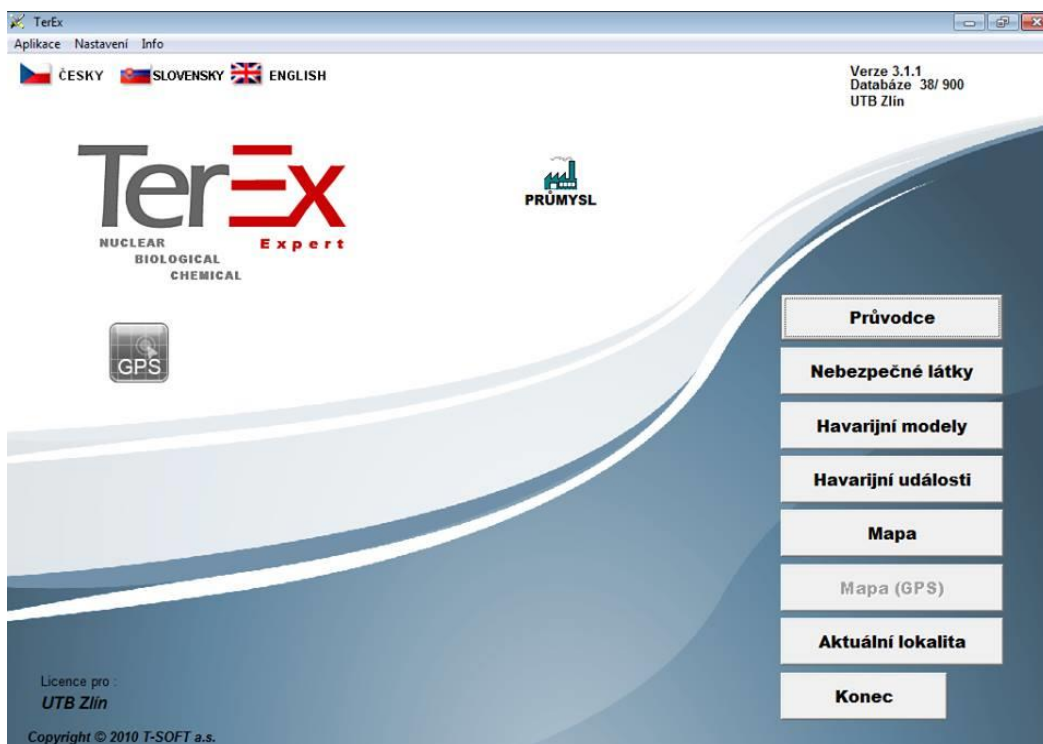 TerEx
Aplikace Nastavení Info
ČESKY SLOVENSKY ENGLISH
Verze 3.1.1
Databáze 38/ 900
UTB Zlín
TerEx
Expert
NUCLEAR
BIOLOGICAL
CHEMICAL
PRŮMYSL
GPS
Průvodce
Nebezpečné látky
Havarijní modely
Havarijní události
Mapa
Mapa (GPS)
Aktuální lokalita
Konec
Licence pro :
UTB Zlín
Copyright © 2010 T-SOFT a.s.